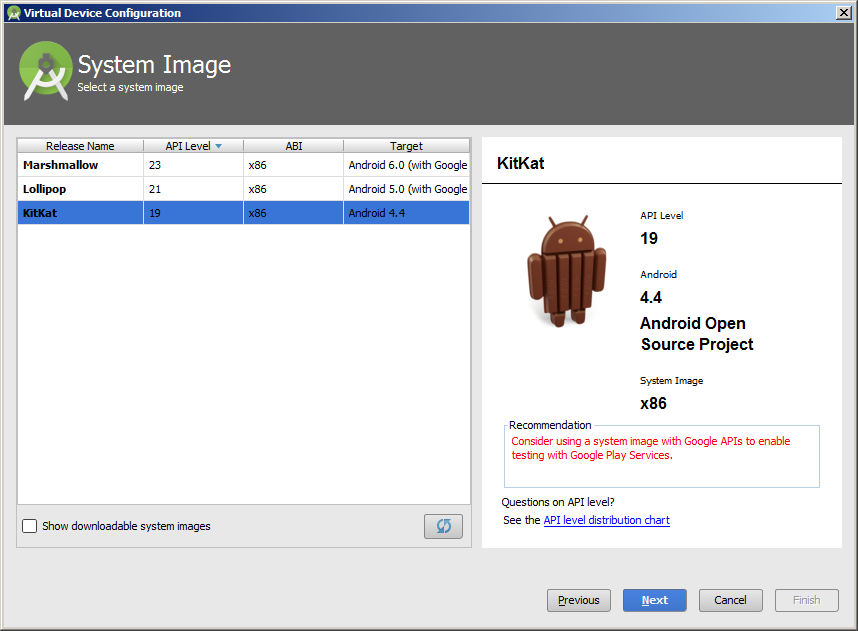 Virtual Device Configuration
System Image
Select a system image
Release Name API Level ABI Target
Marshmallow 23 x86 Android 6.0 (with Google
Lollipop 21 x86 Android 5.0 (with Google
KitKat 19 x86 Android 4.4
Show downloadable system images
KitKat
API Level
19
Android
4.4
Android Open
Source Project
System Image
x86
Recommendation
Consider using a system image with Google APIs to enable
testing with Google Play Services.
Questions on API level?
See the API level distribution chart
Previous Next Cancel Finish